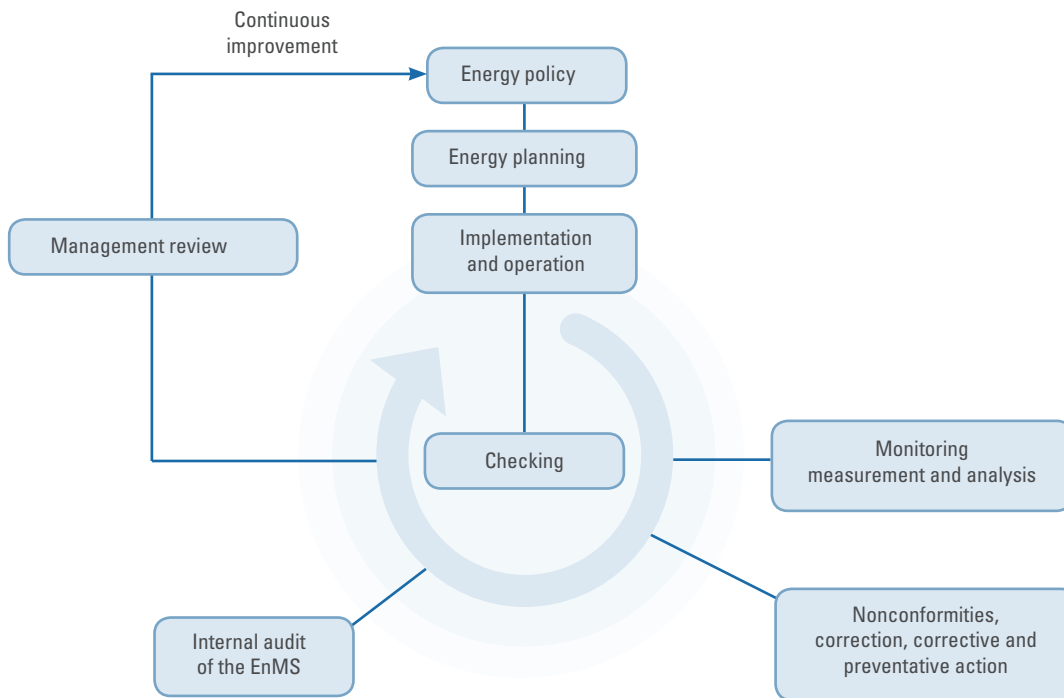 Continuous
improvement
Energy policy
Energy planning
Implementation
and operation
Management review
Checking
Monitoring
measurement and analysis
Internal audit
of the EnMS
Nonconformities,
correction, corrective and
preventative action